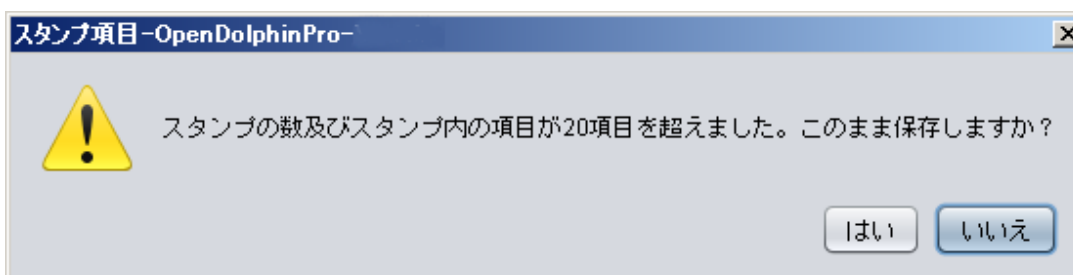 スタンプ項目-OpenDolphinPro-
スタンプの数及びスタンプ内の項目が20項目を超えました。このまま保存しますか？
はい
いいえ